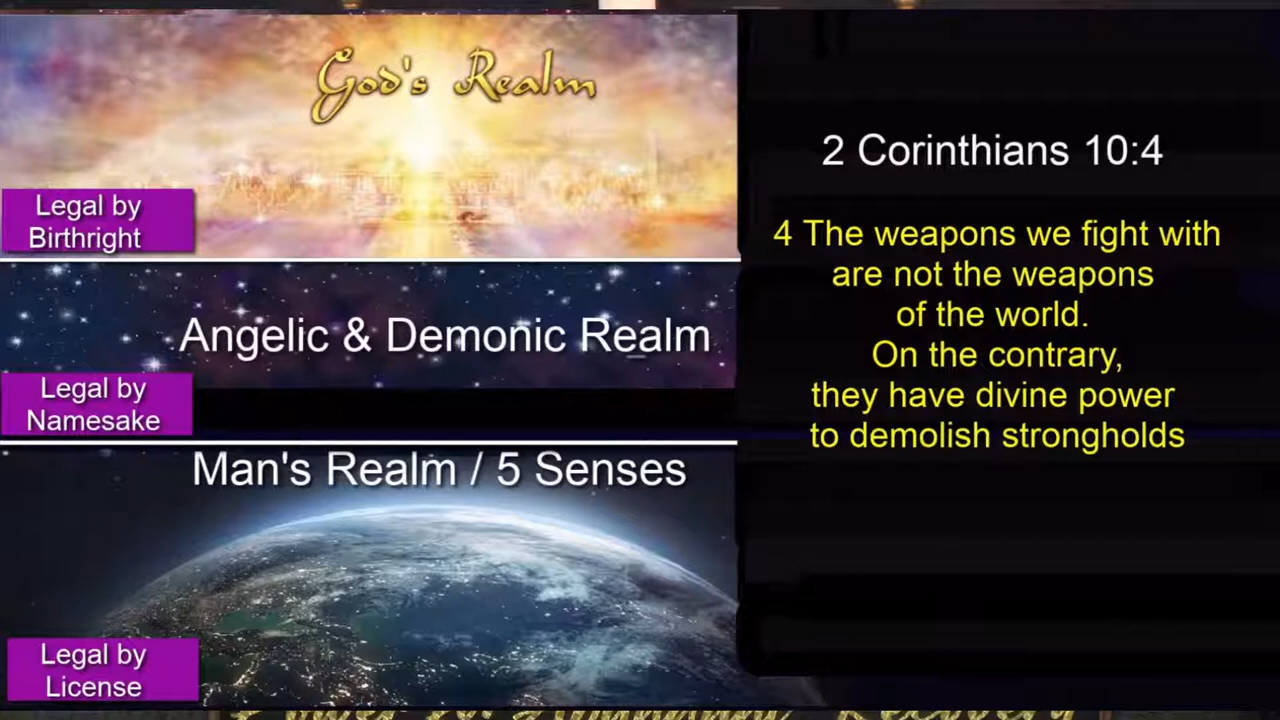 God's Realm
Legal by
Birthright
Angelic & Demonic Realm
Legal by
Namesake
Man's Realm / 5 Senses
Legal by
License
2 Corinthians 10:4
4 The weapons we fight with
are not the weapons
of the world.
On the contrary,
they have divine power
to demolish strongholds